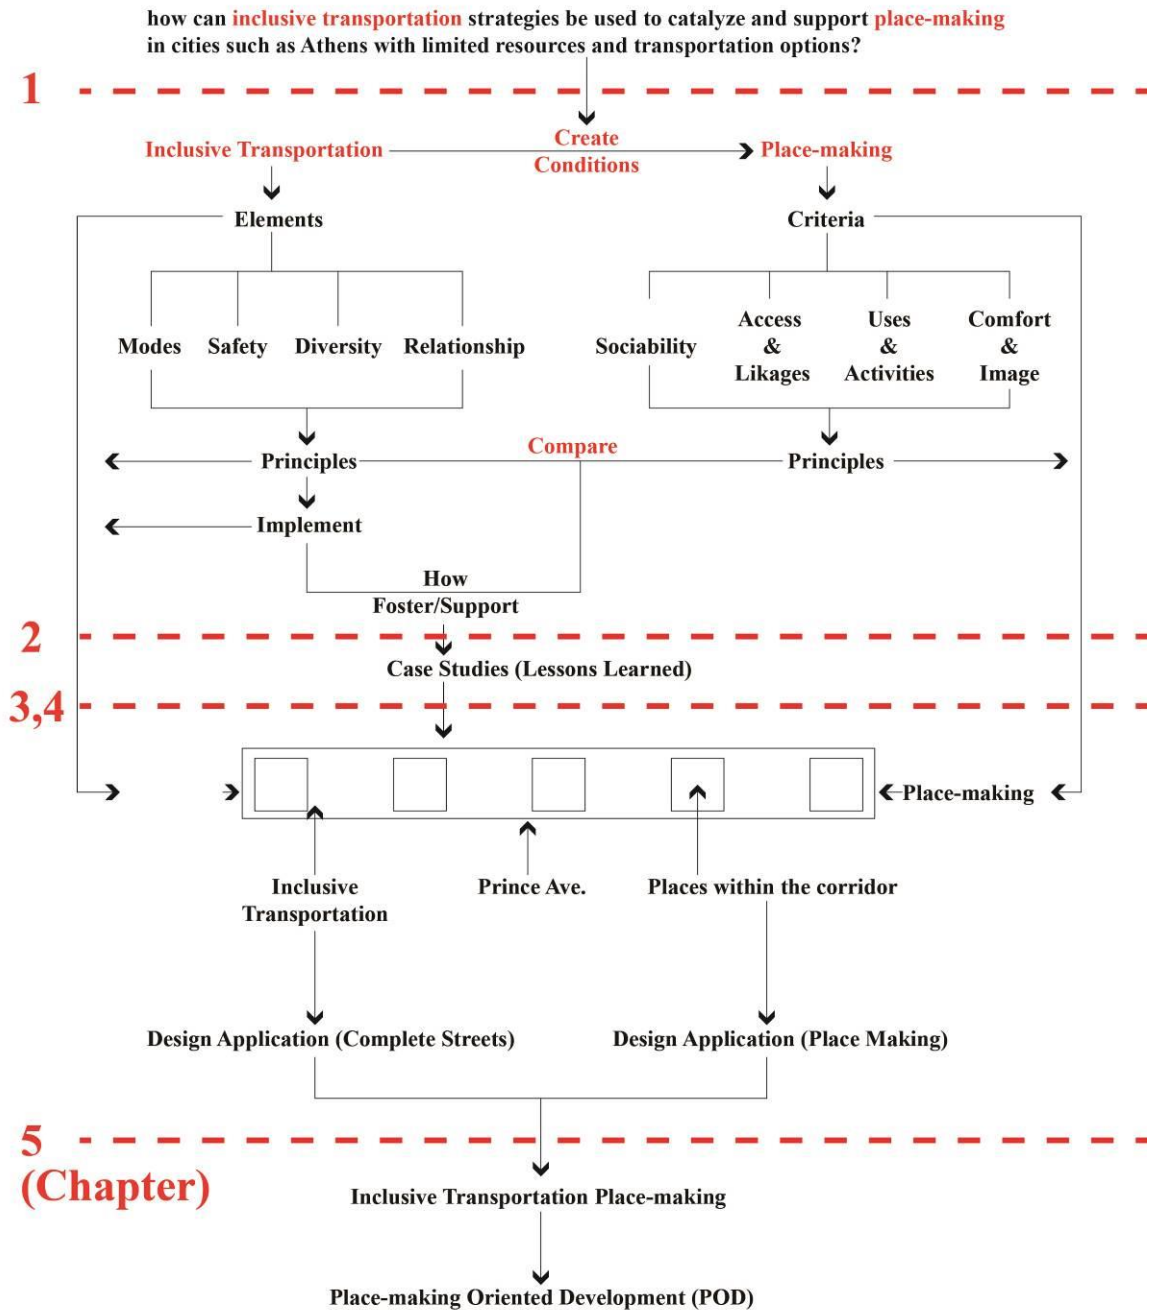 how can inclusive transportation strategies be used to catalyze and support place-making
in cities such as Athens with limited resources and transportation options?
1
Inclusive Transportation
Create
Conditions
Place-making
Elements
Criteria
Modes
Safety
Diversity
Relationship
Sociability
Access
&
Likages
Uses
&
Activities
Comfort
&
Image
Principles
Compare
Principles
Implement
How
Foster/Support
2
Case Studies (Lessons Learned)
3,4
Place-making
Inclusive
Transportation
Prince Ave.
Places within the corridor
Design Application (Complete Streets)
Design Application (Place Making)
5
(Chapter)
Inclusive Transportation Place-making
Place-making Oriented Development (POD)